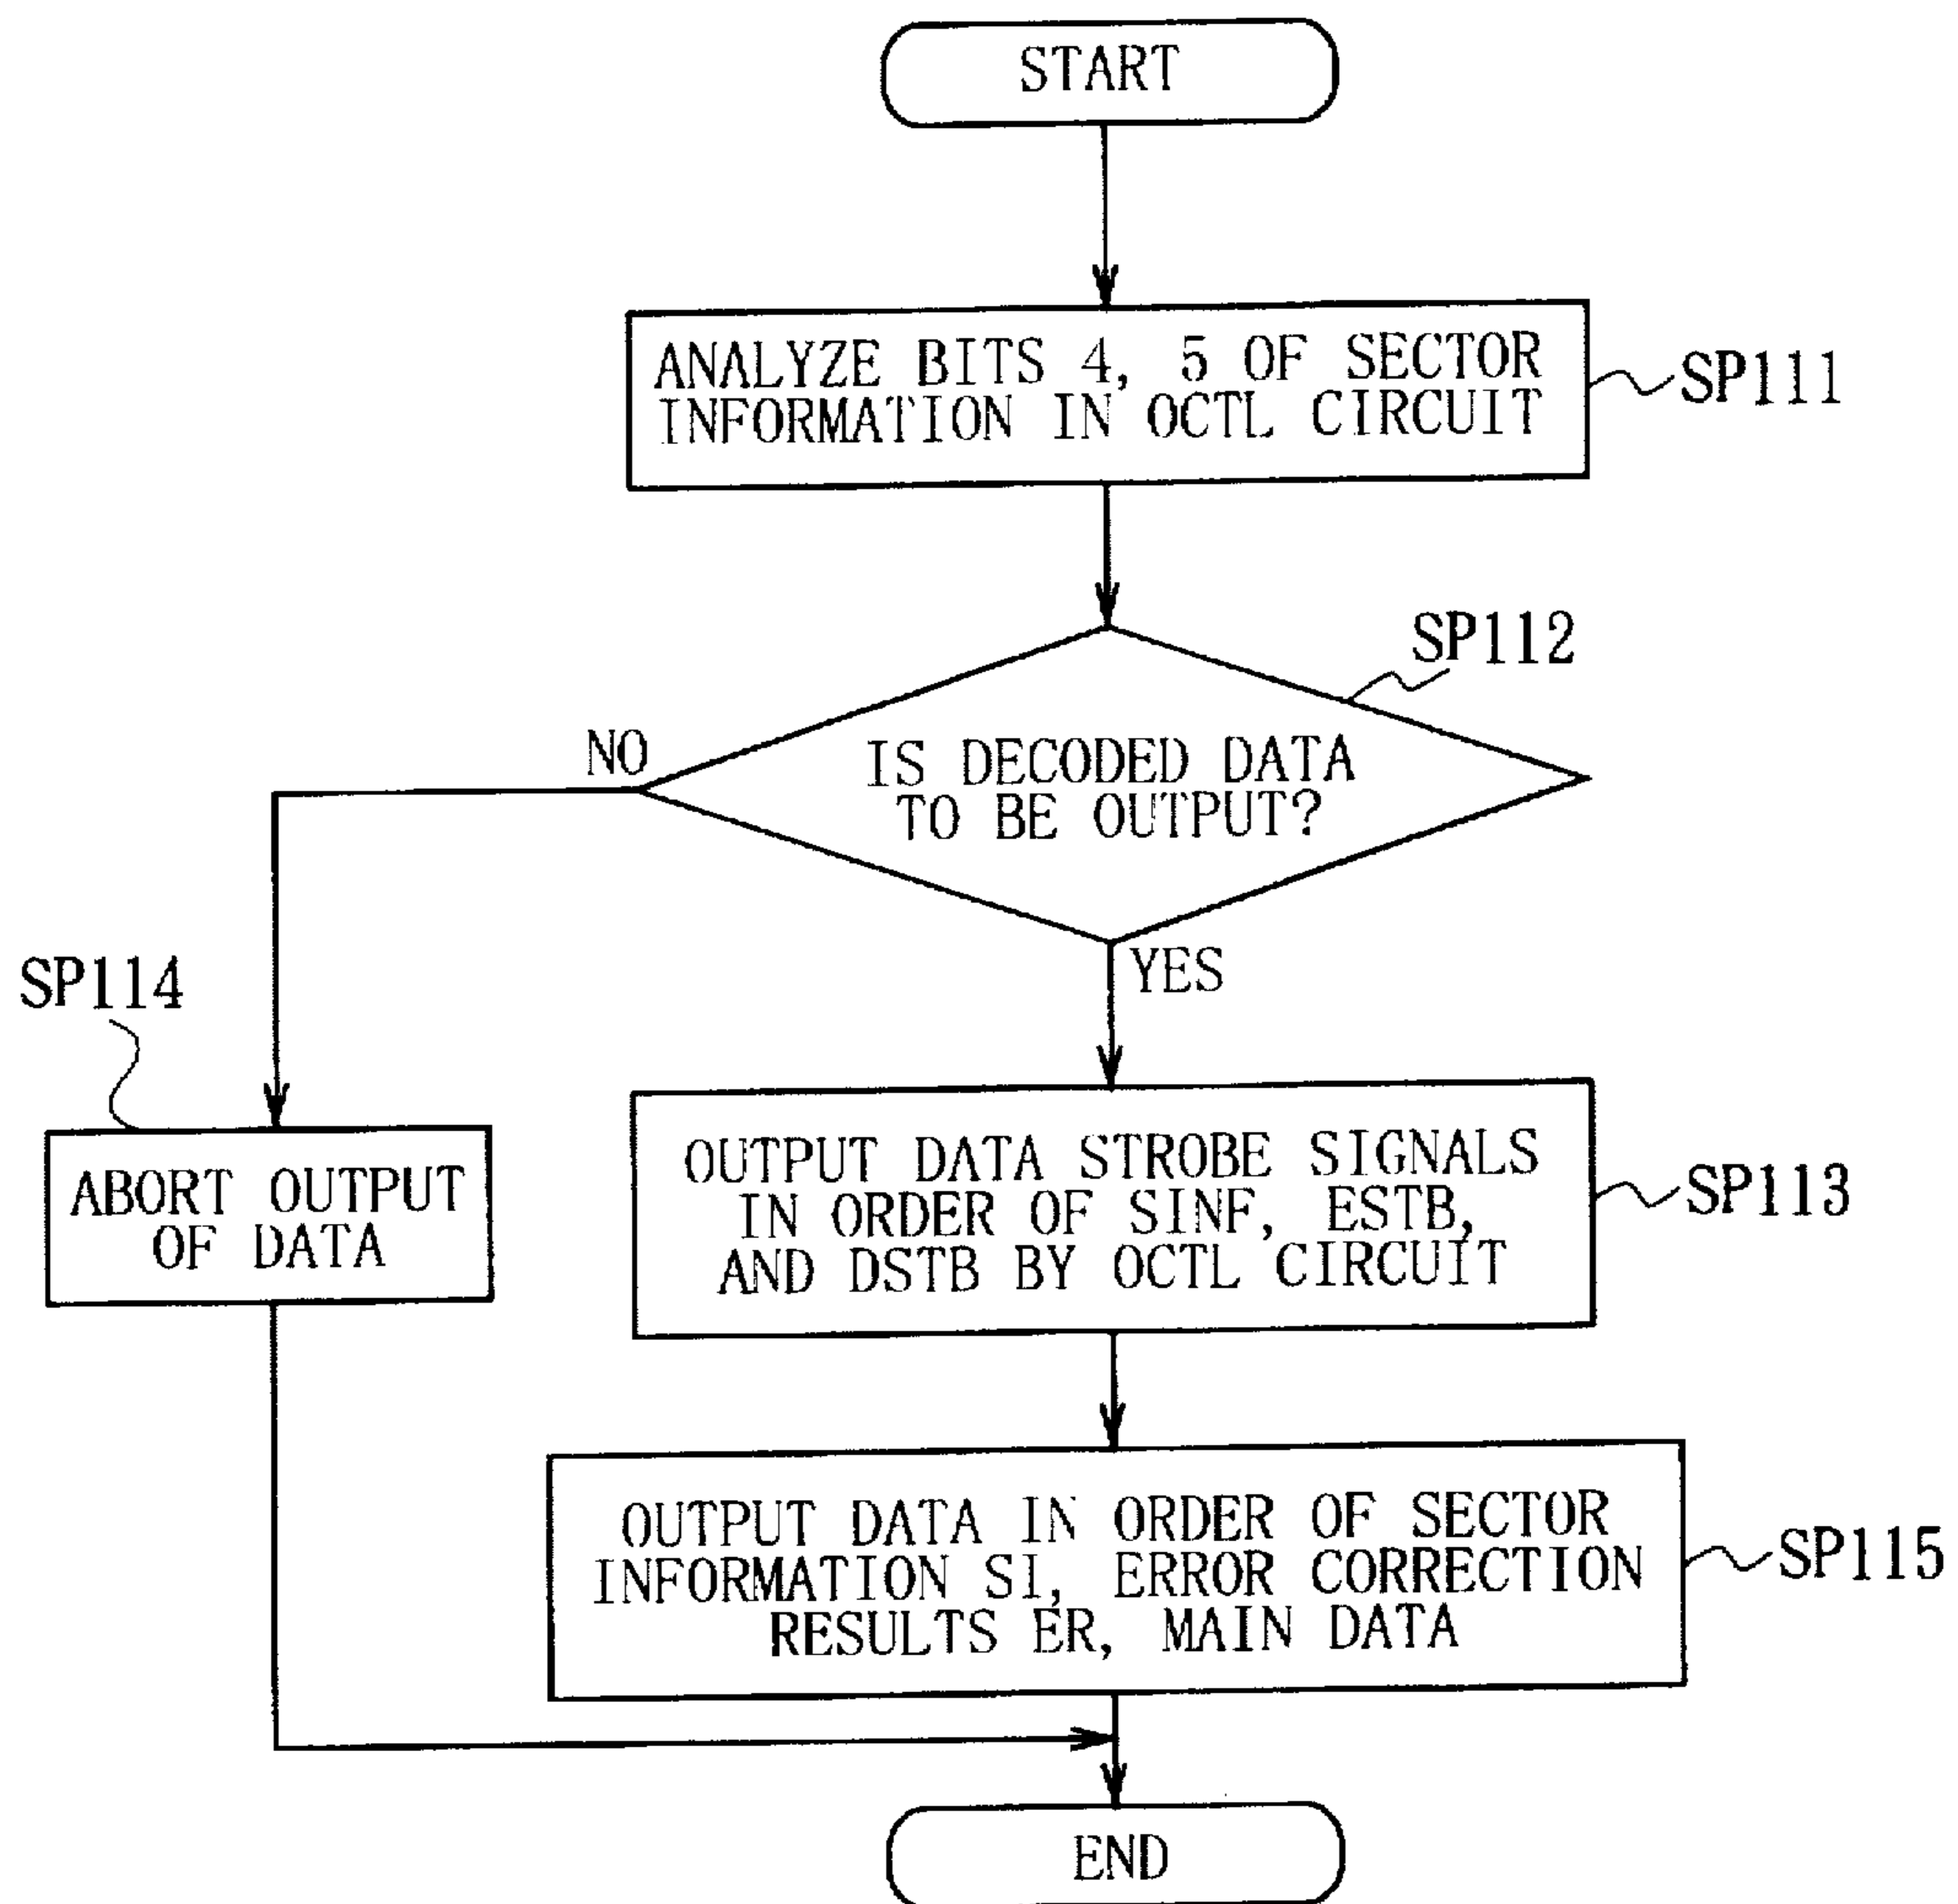 START
ANALYZE BITS 4, 5 OF SECTOR
INFORMATION IN OCTL CIRCUIT
SP111
SP112
NO
IS DECODED DATA
TO BE OUTPUT?
YES
SP114
ABORT OUTPUT
OF DATA
OUTPUT DATA STROBE SIGNALS
IN ORDER OF SINF, ESTB,
AND DSTB BY OCTL CIRCUIT
SP113
OUTPUT DATA IN ORDER OF SECTOR
INFORMATION SI, ERROR CORRECTION
RESULTS ER, MAIN DATA
SP115
END